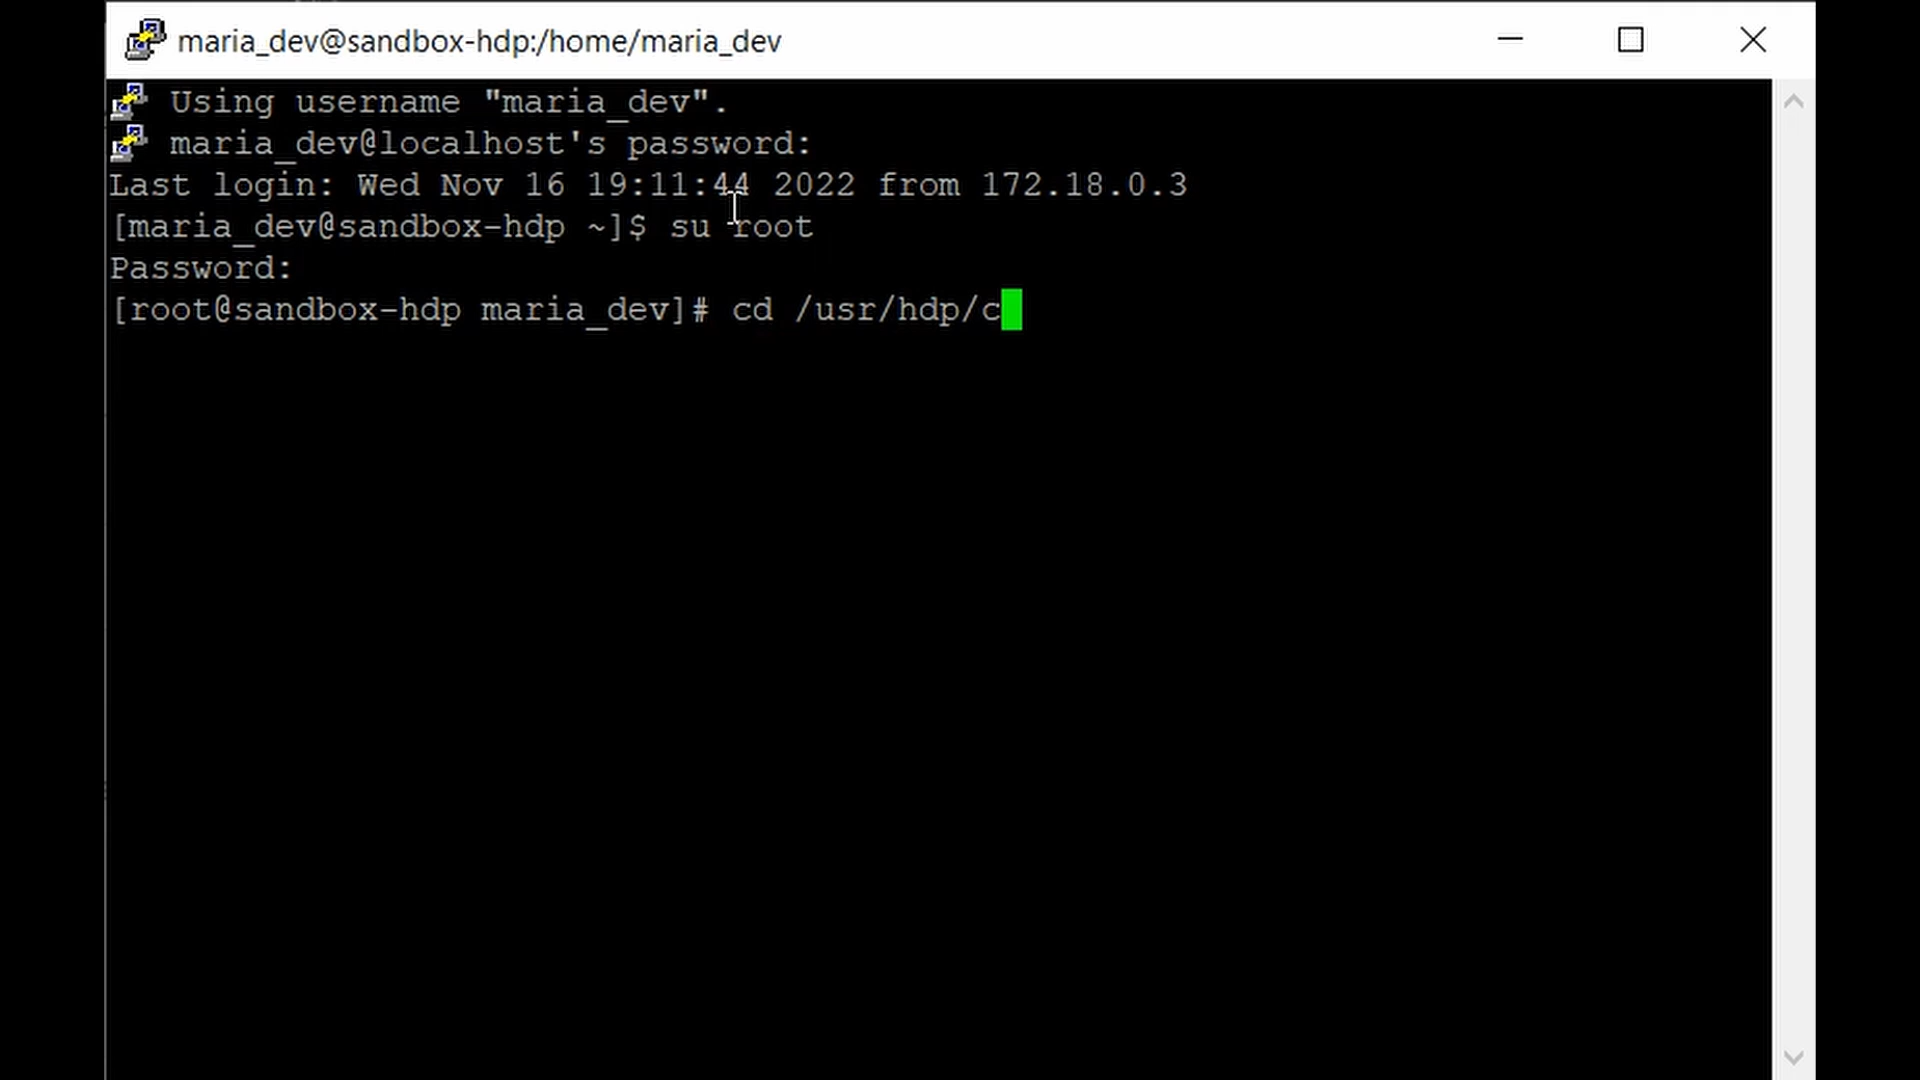 maria_dev@sandbox-hdp:/home/maria_dev
Using username "maria_dev".
maria_dev@localhost's password:
Last login: Wed Nov 16 19:11:44 2022 from 172.18.0.3
[maria_dev@sandbox-hdp ~]$ su root
Password:
[root@sandbox-hdp maria_dev]# cd /usr/hdp/c